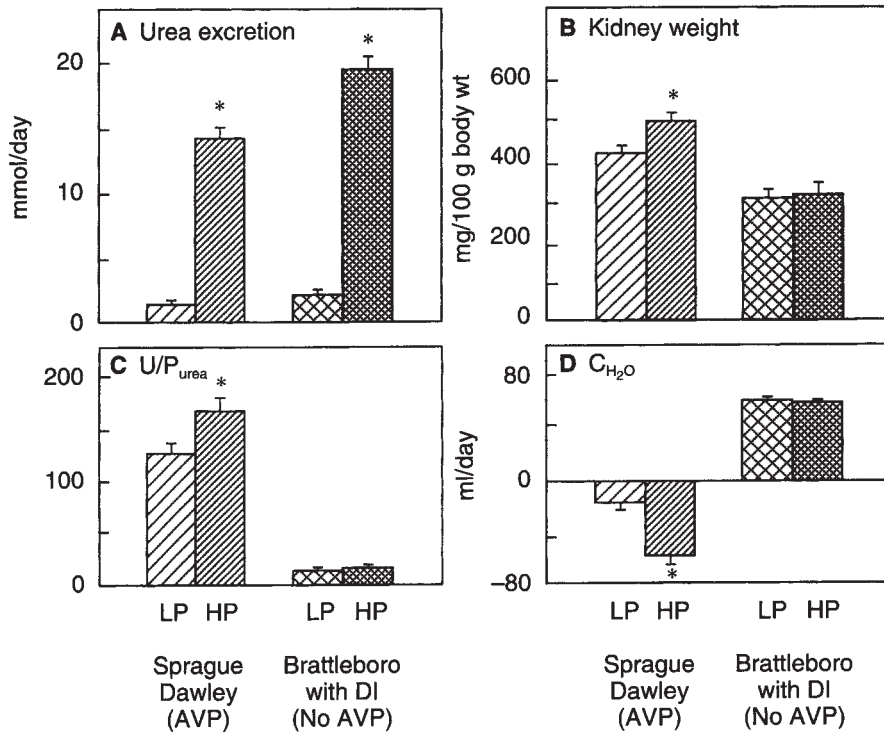 A Urea excretion
mmol/day
20
10
0
*
*
B Kidney weight
mg/100 g body wt
600
400
200
0
*
C U/Purea
200
100
0
*
LP HP LP HP
Sprague
Dawley
(AVP)
Brattleboro
with DI
(No AVP)
D CH2O
ml/day
80
0
–80
*
LP HP LP HP
Sprague
Dawley
(AVP)
Brattleboro
with DI
(No AVP)